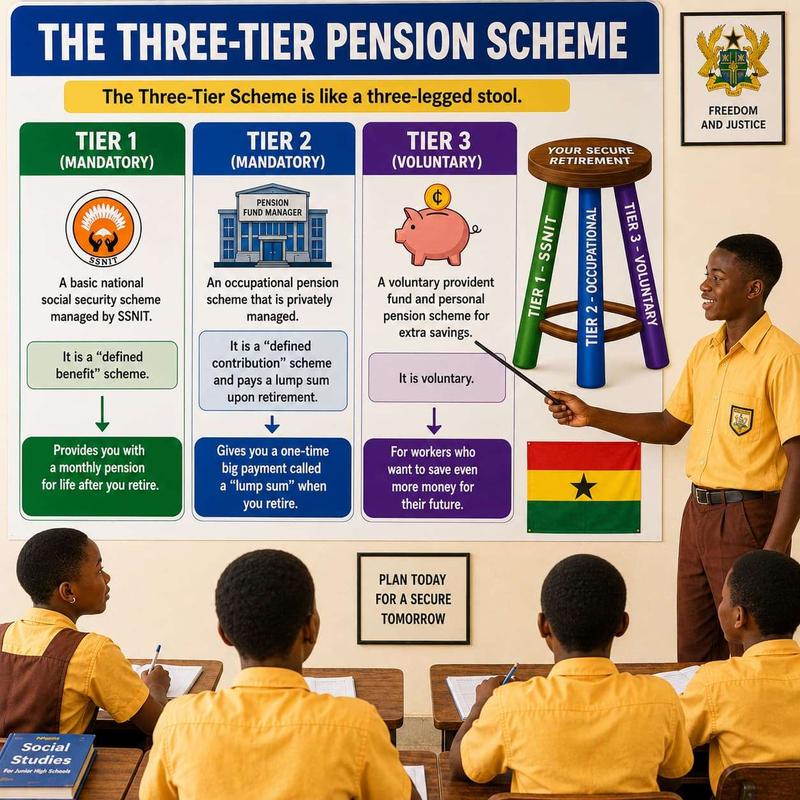 THE THREE-TIER PENSION SCHEME
The Three-Tier Scheme is like a three-legged stool.
TIER 1
(MANDATORY)
SSNIT
A basic national
social security scheme
managed by SSNIT.
It is a “defined
benefit” scheme.
Provides you with
a monthly pension
for life after you retire.
TIER 2
(MANDATORY)
PENSION
FUND MANAGER
An occupational pension
scheme that is privately
managed.
It is a “defined
contribution” scheme
and pays a lump sum
upon retirement.
Gives you a one-time
big payment called
a “lump sum” when
you retire.
TIER 3
(VOLUNTARY)
₵
A voluntary provident
fund and personal
pension scheme for
extra savings.
It is voluntary.
For workers who
want to save even
more money for
their future.
YOUR SECURE
RETIREMENT
TIER 1 - SSNIT
TIER 2 - OCCUPATIONAL
TIER 3 - VOLUNTARY
FREEDOM
AND JUSTICE
PLAN TODAY
FOR A SECURE
TOMORROW
Social
Studies
For Junior High Schools